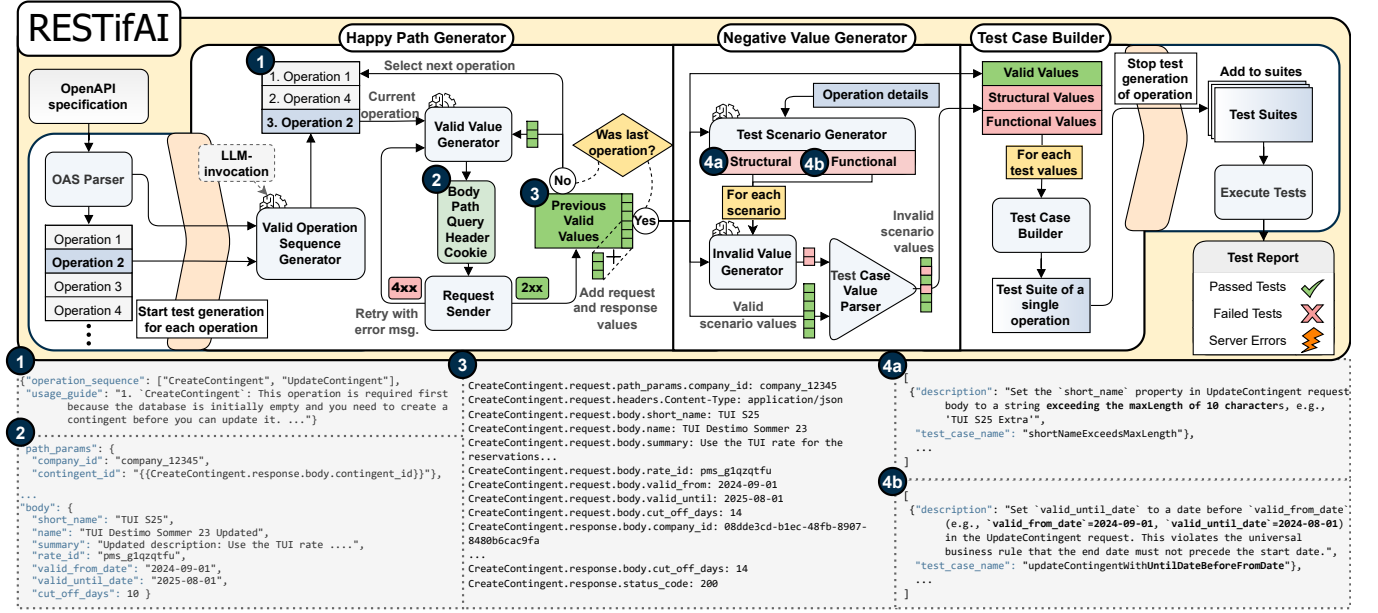 RESTifAI
Happy Path Generator
Negative Value Generator
Test Case Builder
OpenAPI
specification
OAS Parser
Operation 1
Operation 2
Operation 3
Operation 4
LLM-
invocation
Valid Operation
Sequence
Generator
Start test generation
for each operation
1
1. Operation 1
2. Operation 4
3. Operation 2
Select next operation
Current
operation
Valid Value
Generator
2
Body
Path
Query
Header
Cookie
4xx
2xx
Request
Sender
Retry with
error msg.
Was last
operation?
No
Yes
3
Previous
Valid
Values
+
Add request
and response
values
Operation details
Test Scenario Generator
4a
Structural
4b
Functional
For each
scenario
Invalid Value
Generator
Valid
scenario values
Test Case
Value
Parser
Invalid
scenario
values
Valid Values
Structural Values
Functional Values
For each
test values
Test Case
Builder
Test Suite of a
single
operation
Stop test
generation
of operation
Add to suites
Test Suites
Execute Tests
Test Report
Passed Tests
Failed Tests
Server Errors
1
{"operation_sequence": ["CreateContingent", "UpdateContingent"],
"usage_guide": "1. `CreateContingent`: This operation is required first
because the database is initially empty and you need to create a
contingent before you can update it. ..."}
2
"path_params": {
"company_id": "company_12345",
"contingent_id": "{{CreateContingent.response.body.contingent_id}}"},
...
"body": {
"short_name": "TUI S25",
"name": "TUI Destimo Sommer 23 Updated",
"summary": "Updated description: Use the TUI rate ....",
"rate_id": "pms_g1qzqtfu",
"valid_from_date": "2024-09-01",
"valid_until_date": "2025-08-01",
"cut_off_days": 10 }
3
CreateContingent.request.path_params.company_id: company_12345
CreateContingent.request.headers.Content-Type: application/json
CreateContingent.request.body.short_name: TUI S25
CreateContingent.request.body.name: TUI Destimo Sommer 23
CreateContingent.request.body.summary: Use the TUI rate for the
reservations...
CreateContingent.request.body.rate_id: pms_g1qzqtfu
CreateContingent.request.body.valid_from: 2024-09-01
CreateContingent.request.body.valid_until: 2025-08-01
CreateContingent.request.body.cut_off_days: 14
CreateContingent.response.body.company_id: 08dde3cd-b1ec-48fb-8907-
8480b6cac9fa
...
CreateContingent.response.body.cut_off_days: 14
CreateContingent.response.status_code: 200
4a
[
{"description": "Set the `short_name` property in UpdateContingent request
body to a string exceeding the maxLength of 10 characters, e.g.,
'TUI S25 Extra'",
"test_case_name": "shortNameExceedsMaxLength"},
...
]
4b
[
{"description": "Set `valid_until_date` to a date before `valid_from_date`
(e.g., `valid_from_date`=2024-09-01, `valid_until_date`=2024-08-01)
in the UpdateContingent request. This violates the universal
business rule that the end date must not precede the start date.",
"test_case_name": "updateContingentWithUntilDateBeforeFromDate"},
...
]